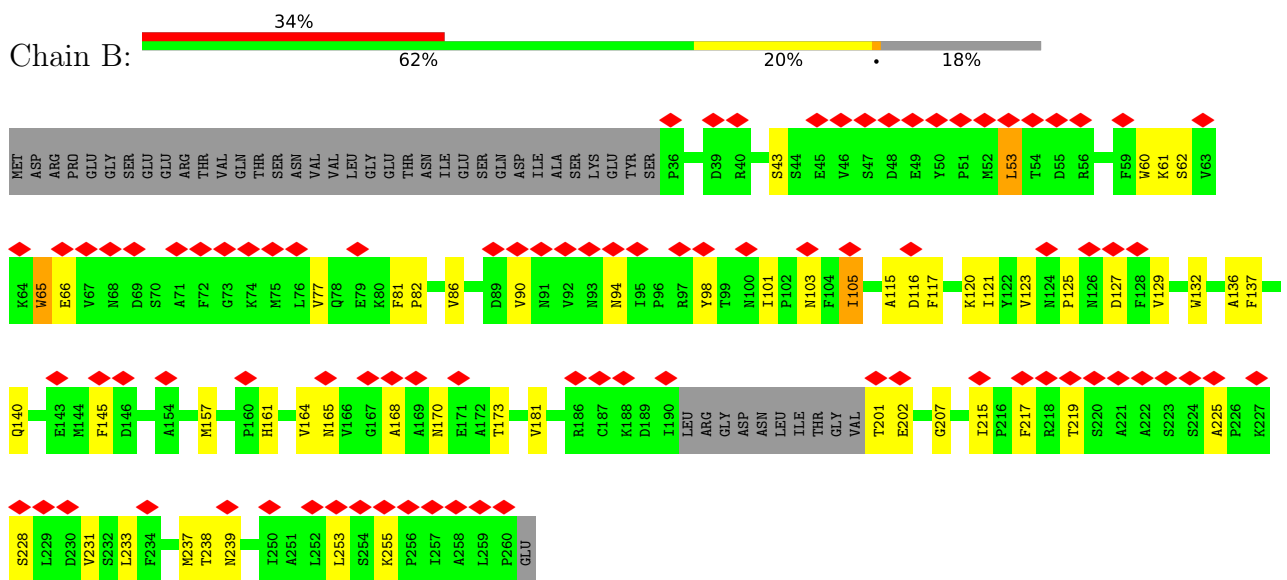 34%
Chain B:
62% 20% • 18%
MET ASP ARG PRO GLU GLY SER GLU GLU ARG THR VAL GLN THR SER ASN VAL VAL LEU GLY GLU THR ASN ILE GLU SER GLN ASP ILE ALA SER LYS GLU TYR SER P36 D39 R40 S43 S44 E45 V46 S47 D48 E49 Y50 P51 M52 L53 T54 D55 R56 F59 W60 K61 S62 V63
K64 W65 E66 V67 N68 D69 S70 A71 F72 G73 K74 M75 L76 V77 Q78 E79 K80 F81 P82 V86 D89 V90 N91 V92 N93 N94 I95 P96 R97 Y98 T99 N100 I101 P102 N103 F104 I105 A115 D116 F117 K120 I121 Y122 V123 N124 P125 N126 D127 F128 V129 W132 A136 F137
Q140 E143 M144 F145 D146 A154 M157 P160 H161 V164 N165 V166 G167 A168 A169 N170 E171 A172 T173 V181 R186 C187 K188 D189 I190 LEU ARG GLY ASP ASN LEU ILE THR GLY VAL T201 E202 G207 I215 P216 F217 R218 T219 S220 A221 A222 S223 S224 A225 P226 K227
S228 L229 D230 V231 S232 L233 F234 M237 T238 N239 I250 A251 L252 L253 S254 K255 P256 I257 A258 L259 P260 GLU